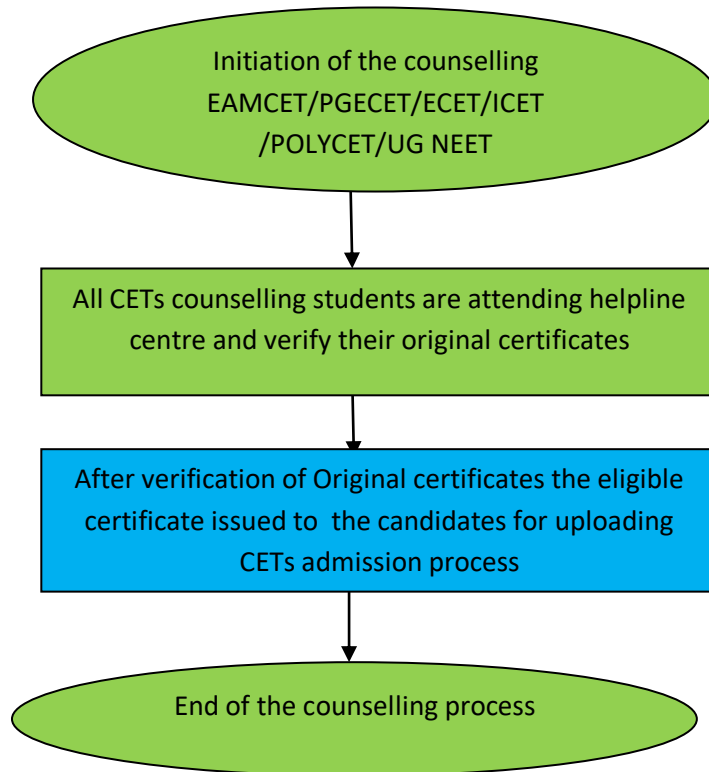 Initiation of the counselling
EAMCET/PGECET/ECET/ICET
/POLYCET/UG NEET
All CETs counselling students are attending helpline
centre and verify their original certificates
After verification of Original certificates the eligible
certificate issued to  the candidates for uploading
CETs admission process
End of the counselling process